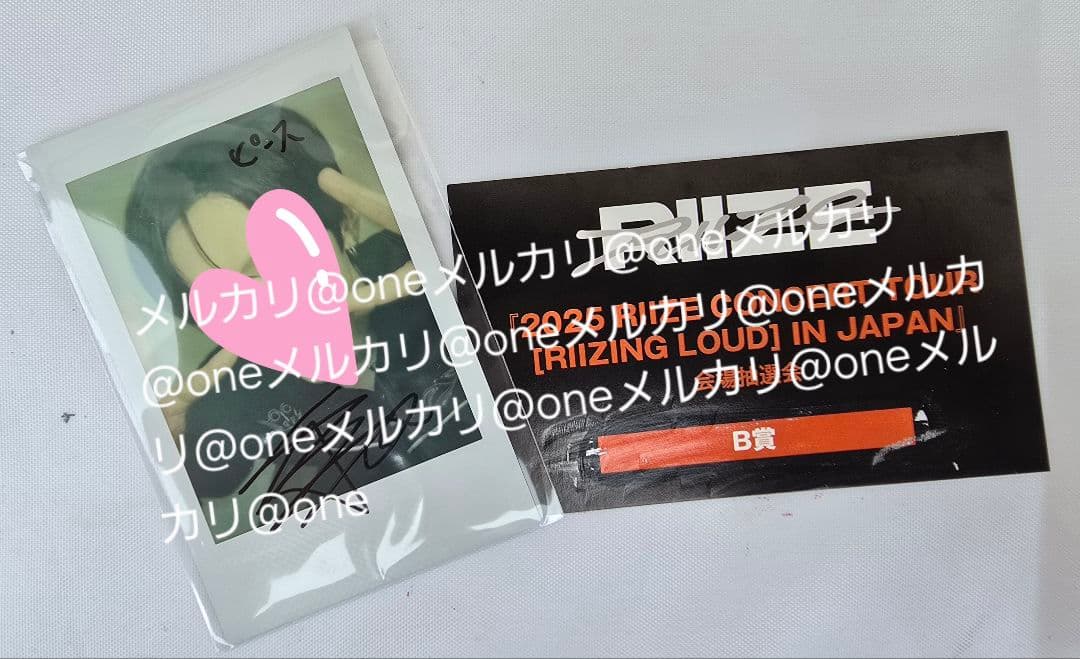 ピース
RIIZE
『2025 RIIZE CONCERT TOUR
[RIIZING LOUD] IN JAPAN』
会場抽選会
B賞
メルカリ@oneメルカリ@oneメルカリ
@oneメルカリ@oneメルカリ@oneメルカ
リ@oneメルカリ@oneメルカリ@oneメル
カリ@one